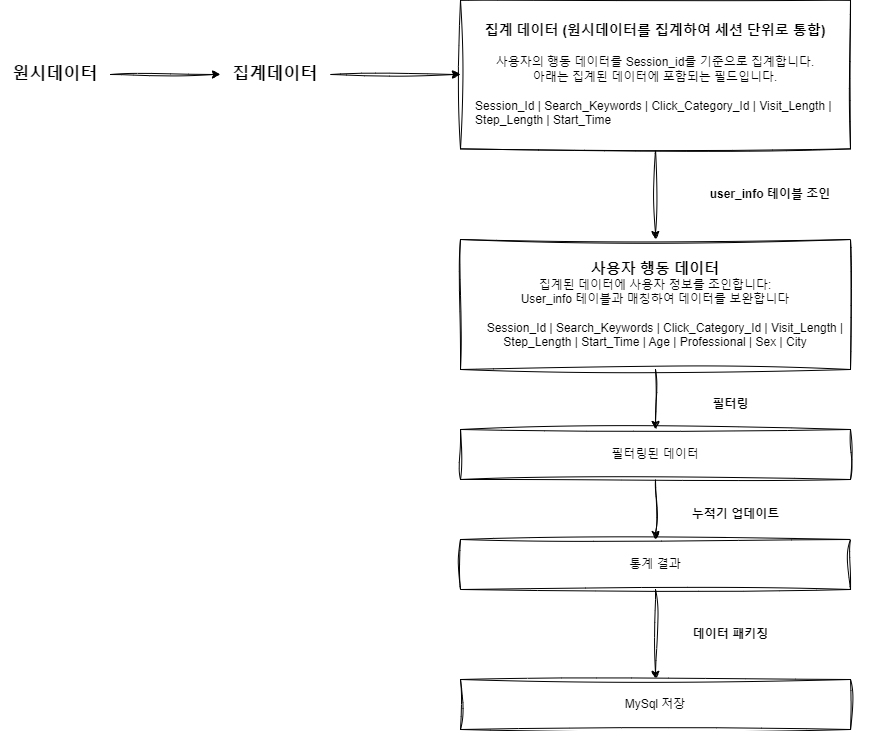 원시데이터
집계데이터
집계 데이터 (원시데이터를 집계하여 세션 단위로 통합)
사용자의 행동 데이터를 Session_id를 기준으로 집계합니다.
아래는 집계된 데이터에 포함되는 필드입니다.
Session_Id | Search_Keywords | Click_Category_Id | Visit_Length |
Step_Length | Start_Time
user_info 테이블 조인
사용자 행동 데이터
집계된 데이터에 사용자 정보를 조인합니다:
User_info 테이블과 매칭하여 데이터를 보완합니다
Session_Id | Search_Keywords | Click_Category_Id | Visit_Length |
Step_Length | Start_Time | Age | Professional | Sex | City
필터링
필터링된 데이터
누적기 업데이트
통계 결과
데이터 패키징
MySql 저장